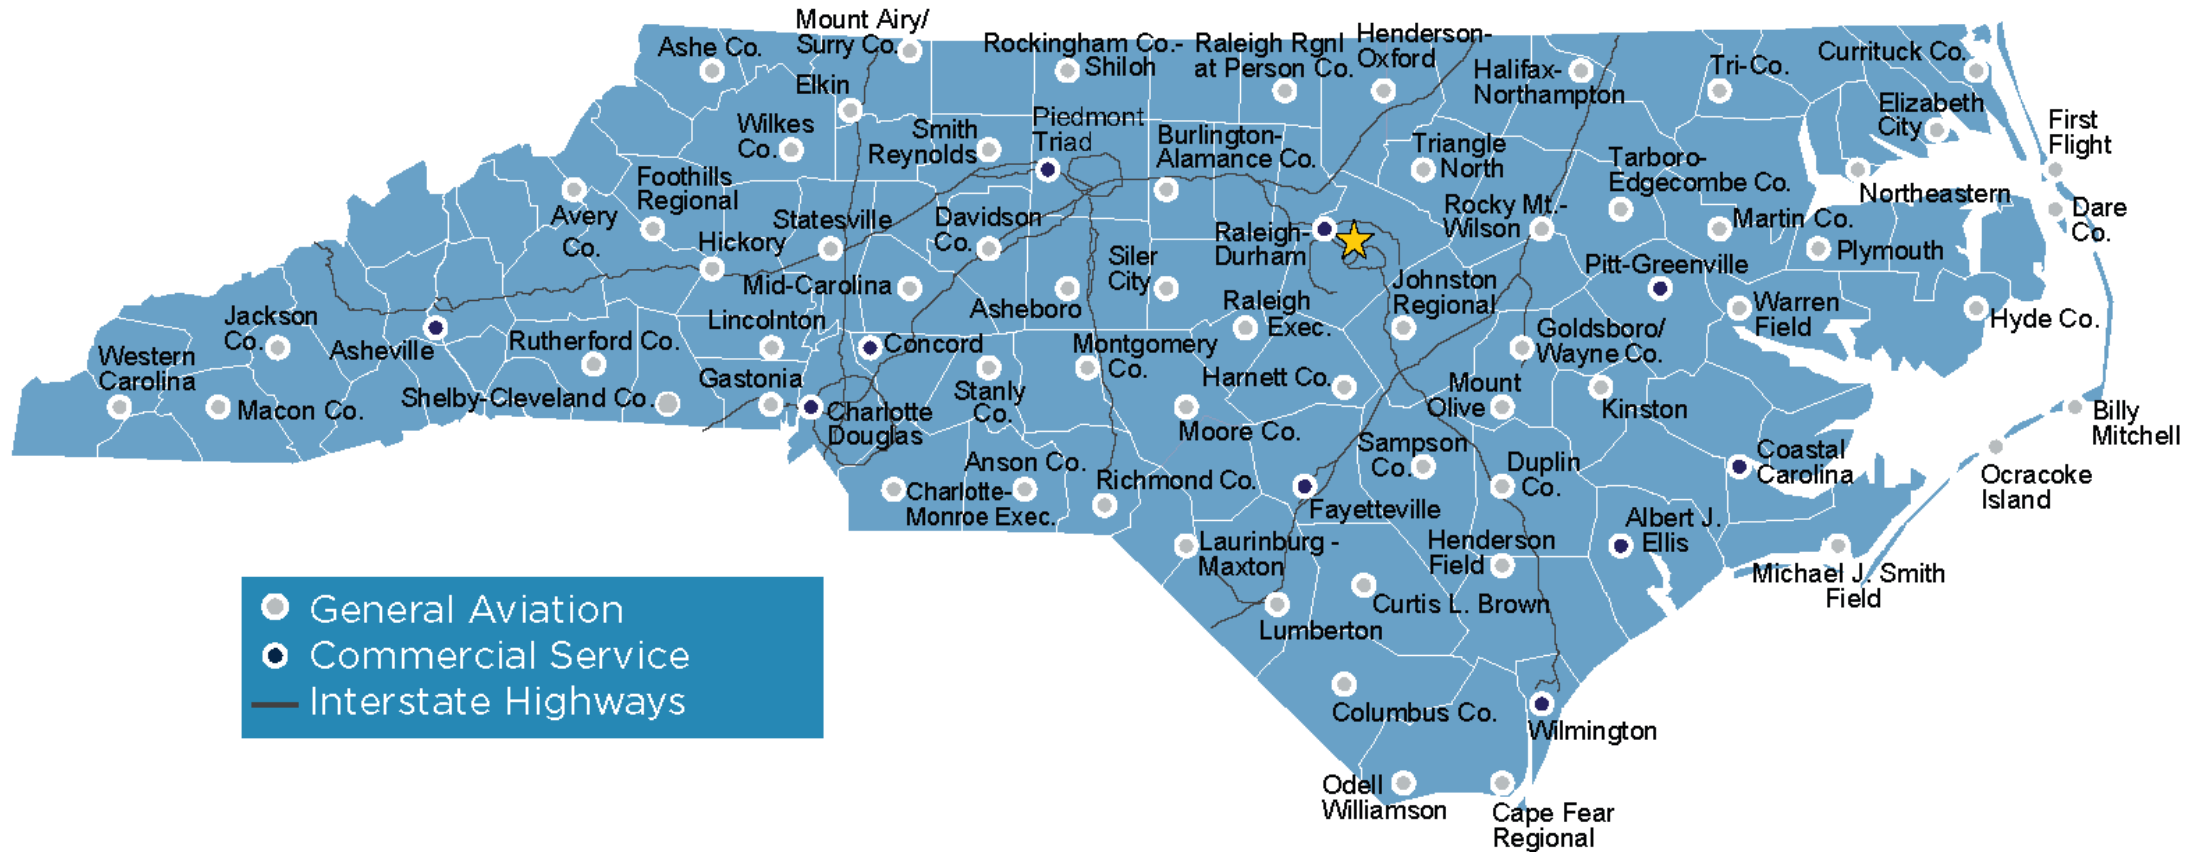 Mount Airy/
Surry Co.
Ashe Co.
Elkin
Rockingham Co.-
Shiloh
Raleigh Rgnl
at Person Co.
Henderson-
Oxford
Halifax-
Northampton
Tri-Co.
Currituck Co.
Elizabeth
City
First
Flight
Wilkes
Co.
Smith
Reynolds
Piedmont
Triad
Burlington-
Alamance Co.
Triangle
North
Tarboro-
Edgecombe Co.
Northeastern
Dare
Co.
Avery
Co.
Foothills
Regional
Hickory
Statesville
Davidson
Co.
Raleigh-
Durham
Rocky Mt.-
Wilson
Martin Co.
Plymouth
Mid-Carolina
Asheboro
Siler
City
Raleigh
Exec.
Johnston
Regional
Pitt-Greenville
Warren
Field
Hyde Co.
Western
Carolina
Jackson
Co.
Asheville
Rutherford Co.
Lincolnton
Concord
Montgomery
Co.
Goldsboro/
Wayne Co.
Macon Co.
Shelby-Cleveland Co.
Gastonia
Charlotte
Douglas
Stanly
Co.
Harnett Co.
Moore Co.
Mount
Olive
Kinston
Billy
Mitchell
Anson Co.
Charlotte-
Monroe Exec.
Richmond Co.
Sampson
Co.
Fayetteville
Duplin
Co.
Coastal
Carolina
Ocracoke
Island
Laurinburg -
Maxton
Henderson
Field
Albert J.
Ellis
Michael J. Smith
Field
Lumberton
Curtis L. Brown
Columbus Co.
Wilmington
Odell
Williamson
Cape Fear
Regional
General Aviation
Commercial Service
Interstate Highways